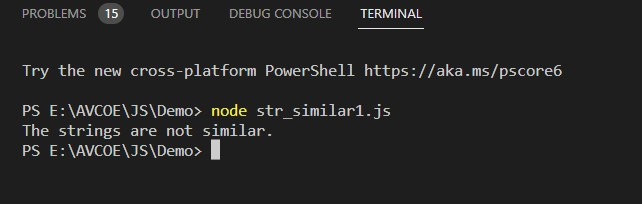 PROBLEMS 15 OUTPUT DEBUG CONSOLE TERMINAL
Try the new cross-platform PowerShell https://aka.ms/pscore6
PS E:\AVCOE\JS\Demo> node str_similar1.js
The strings are not similar.
PS E:\AVCOE\JS\Demo>